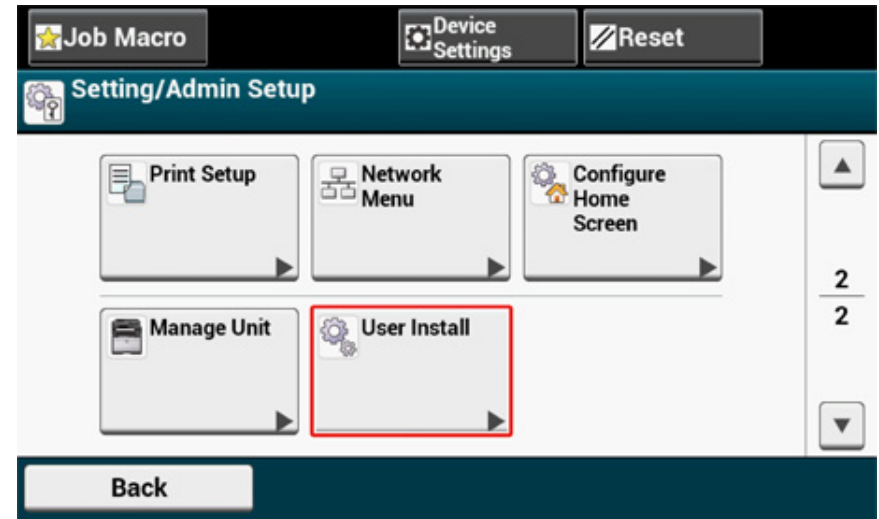 Job Macro
Device
Settings
Reset
Setting/Admin Setup
Print Setup
Network
Menu
Configure
Home
Screen
2
2
Manage Unit
User Install
Back